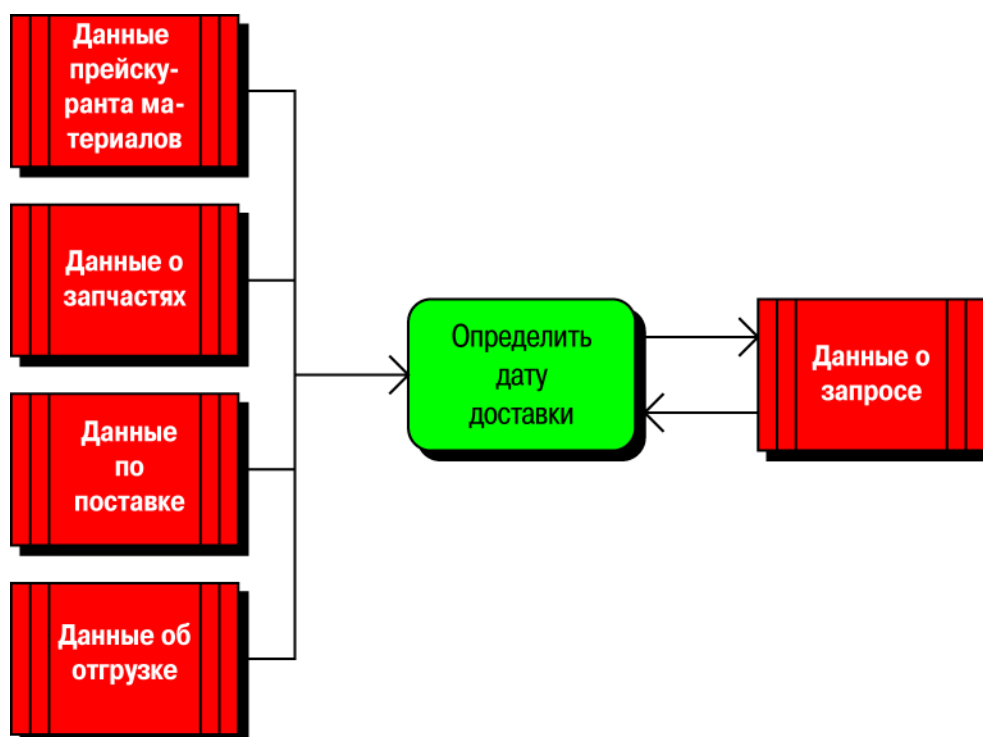 Данные
прейску-
ранта ма-
териалов
Данные о
запчастях
Данные
по
поставке
Данные об
отгрузке
Определить
дату
доставки
Данные о
запросе